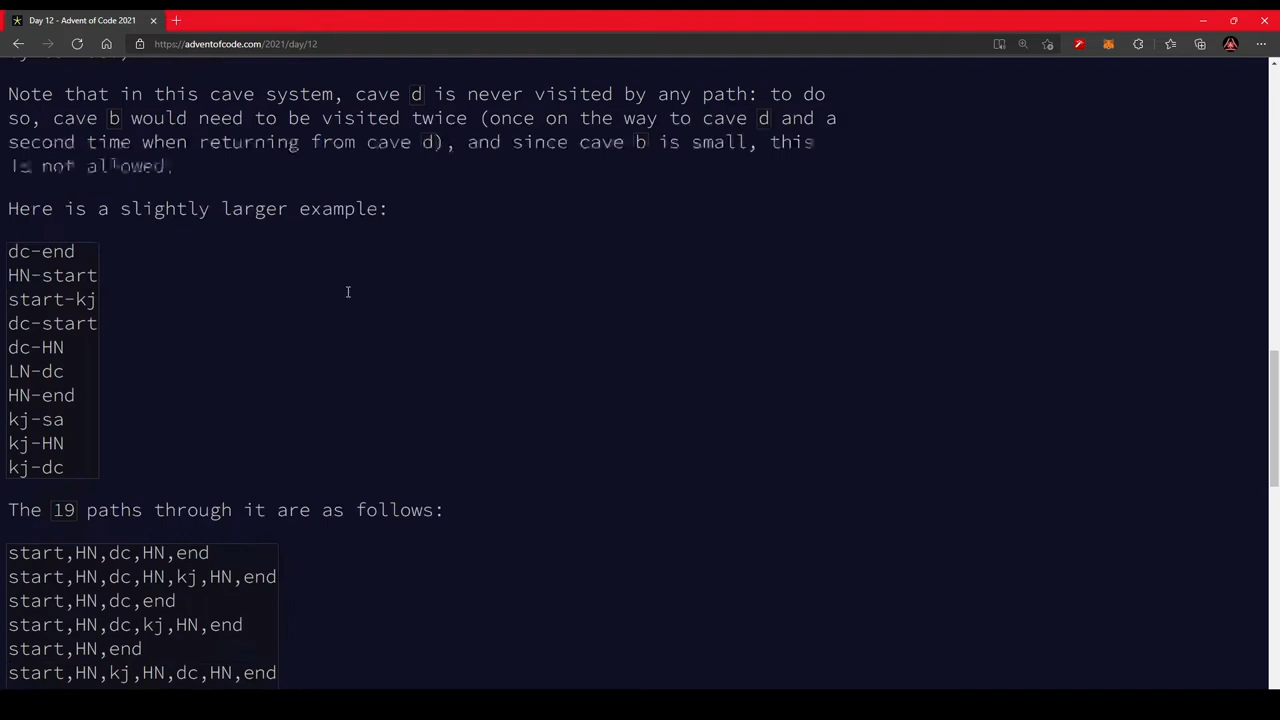 Day 12 - Advent of Code 2021
https://adventofcode.com/2021/day/12
Note that in this cave system, cave d is never visited by any path: to do
so, cave b would need to be visited twice (once on the way to cave d and a
second time when returning from cave d), and since cave b is small, this
is not allowed.
Here is a slightly larger example:
dc-end
HN-start
start-kj
dc-start
dc-HN
LN-dc
HN-end
kj-sa
kj-HN
kj-dc
The 19 paths through it are as follows:
start,HN,dc,HN,end
start,HN,dc,HN,kj,HN,end
start,HN,dc,end
start,HN,dc,kj,HN,end
start,HN,end
start,HN,kj,HN,dc,HN,end